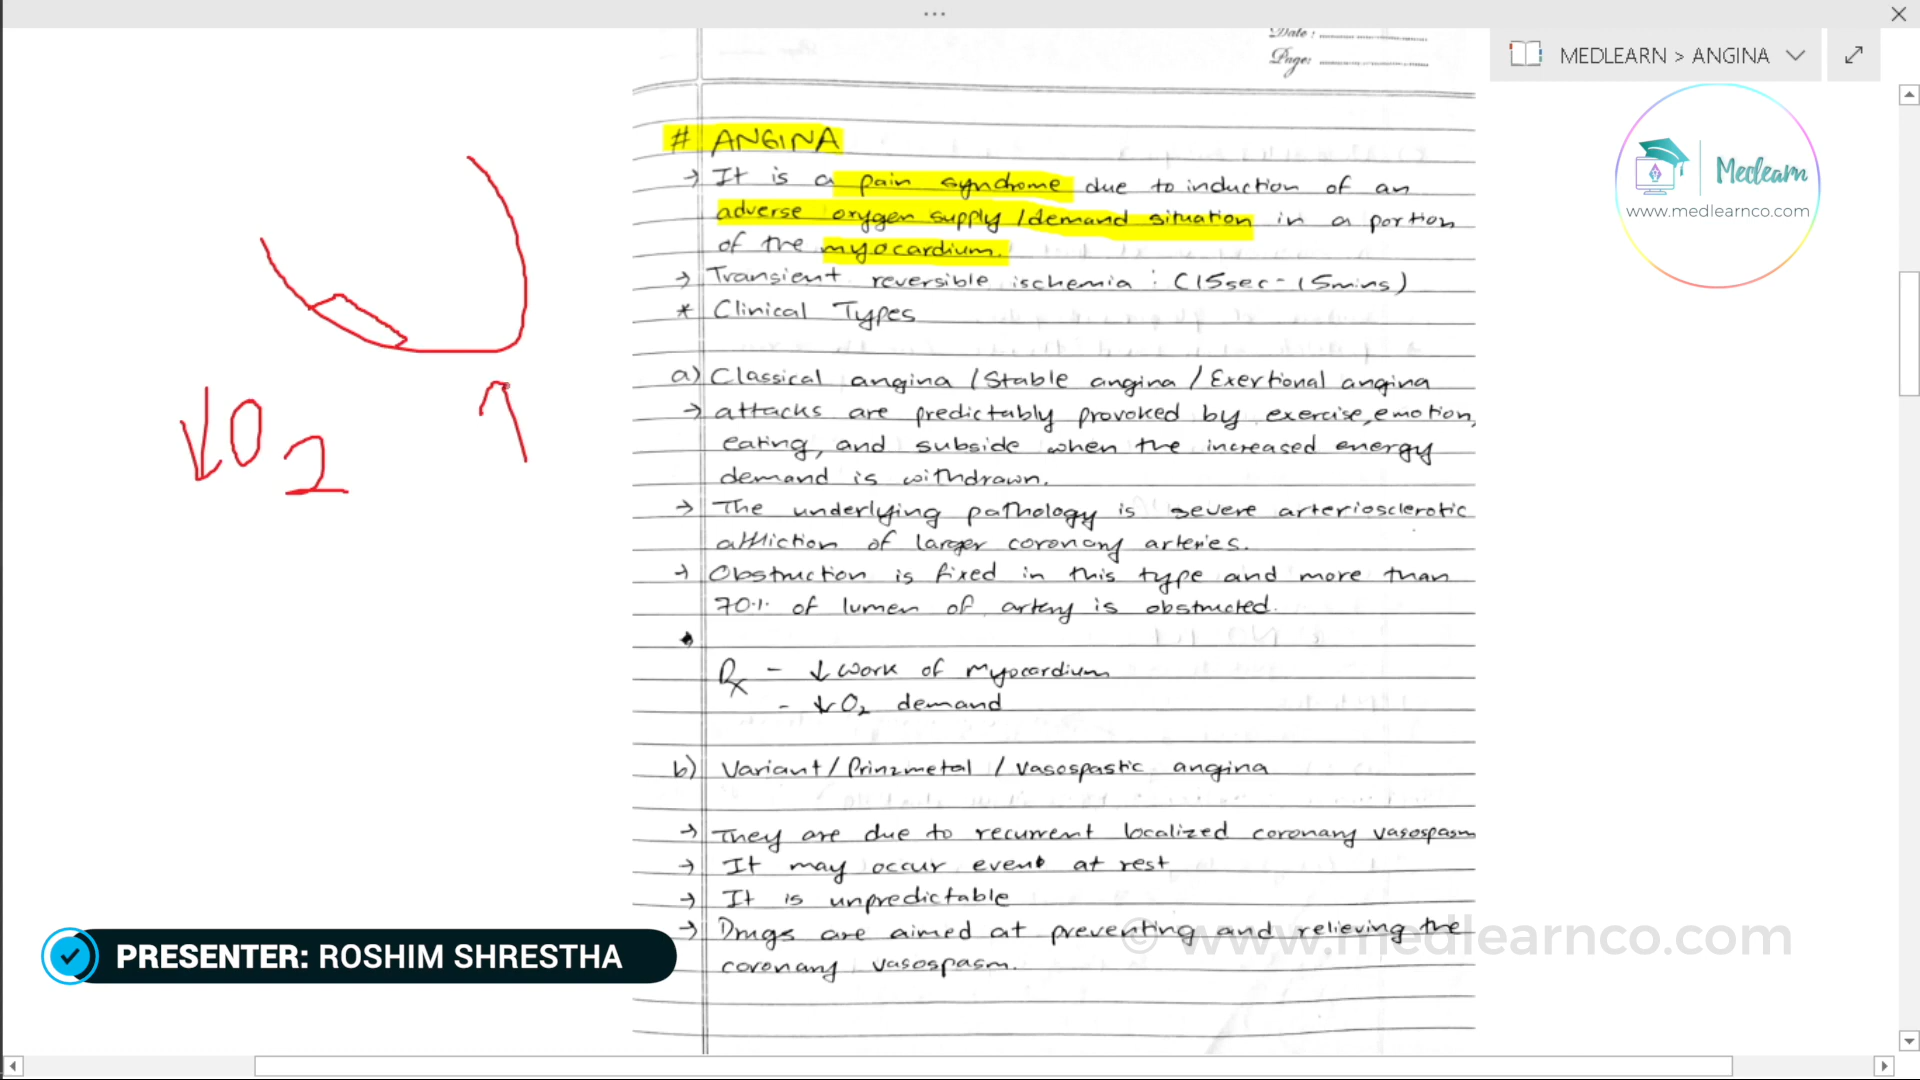 ...
Date :
Page:
MEDLEARN > ANGINA
Medlearn
www.medlearnco.com
# ANGINA
→ It is a pain syndrome due to induction of an
adverse oxygen supply /demand situation in a portion
of the myocardium.
→ Transient reversible ischemia : (15sec-15mins)
* Clinical Types
a) Classical angina /Stable angina / Exertional angina
→ attacks are predictably provoked by exercise, emotion,
eating, and subside when the increased energy
demand is withdrawn.
→ The underlying pathology is severe arteriosclerotic
affliction of larger coronary arteries.
→ Obstruction is fixed in this type and more than
70% of lumen of artery is obstructed.
Rx - ↓ work of myocardium
- ↓ O2 demand
b) Variant / Prinzmetal / Vasospastic angina
→ They are due to recurrent localized coronary vasospasm
→ It may occur even at rest
→ It is unpredictable
→ Drugs are aimed at preventing and relieving the
coronary vasospasm.
↓O2
↑
PRESENTER: ROSHIM SHRESTHA
© www.medlearnco.com